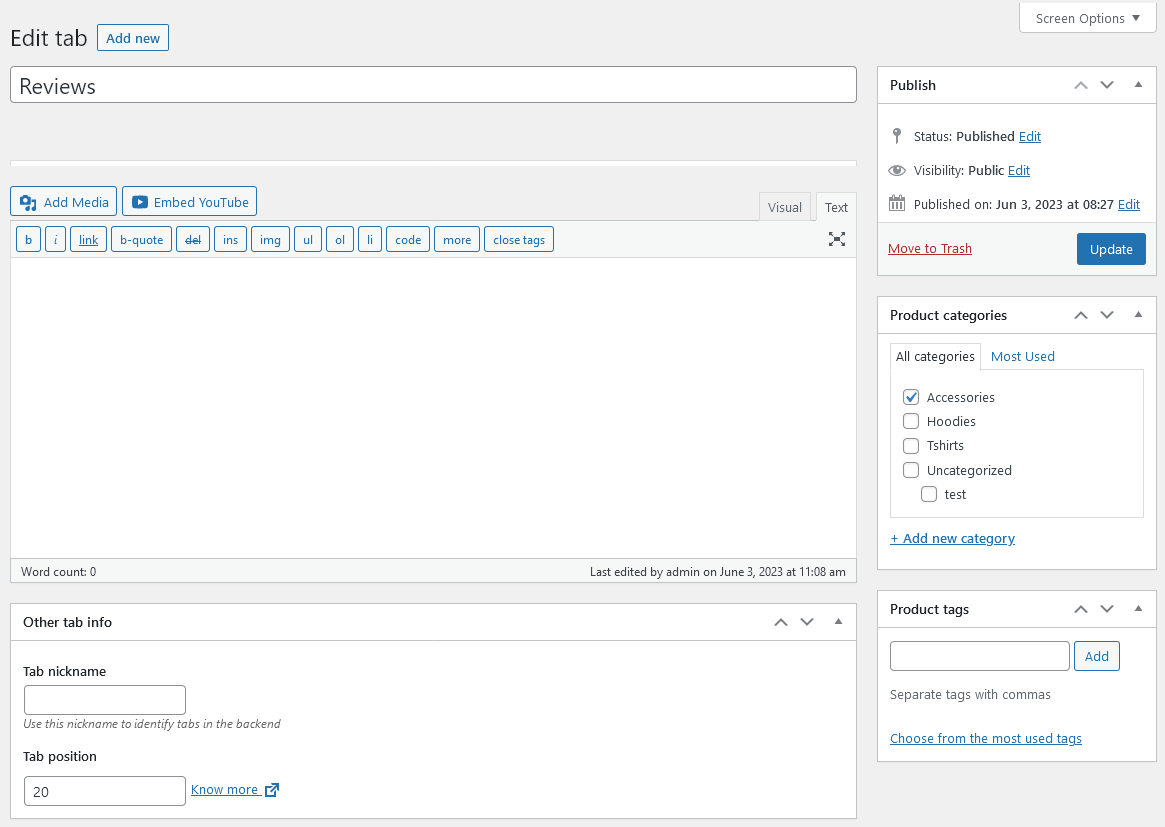 Screen Options
Edit tab Add new
Reviews
Add Media Embed YouTube
Visual Text
b i link b-quote del ins img ul ol li code more close tags
Word count: 0 Last edited by admin on June 3, 2023 at 11:08 am
Other tab info
Tab nickname
Use this nickname to identify tabs in the backend
Tab position
20 Know more
Publish
Status: Published Edit
Visibility: Public Edit
Published on: Jun 3, 2023 at 08:27 Edit
Move to Trash Update
Product categories
All categories Most Used
Accessories
Hoodies
Tshirts
Uncategorized
test
+ Add new category
Product tags
Add
Separate tags with commas
Choose from the most used tags